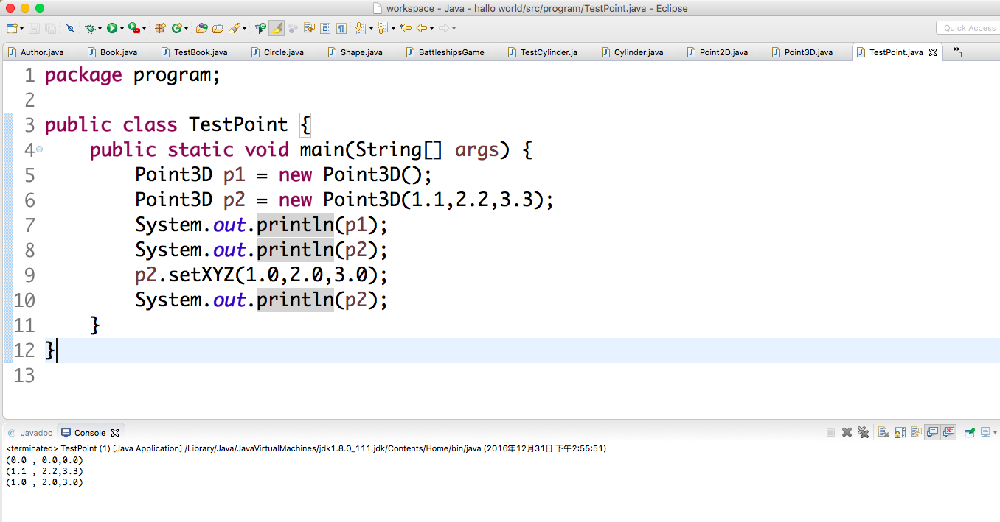 workspace - Java - hallo world/src/program/TestPoint.java - Eclipse
Quick Access
Author.java Book.java TestBook.java Circle.java Shape.java BattleshipsGame TestCylinder.ja Cylinder.java Point2D.java Point3D.java TestPoint.java »1
1 package program;
2
3 public class TestPoint {
4 public static void main(String[] args) {
5 Point3D p1 = new Point3D();
6 Point3D p2 = new Point3D(1.1,2.2,3.3);
7 System.out.println(p1);
8 System.out.println(p2);
9 p2.setXYZ(1.0,2.0,3.0);
10 System.out.println(p2);
11 }
12 }
13
@ Javadoc Console
<terminated> TestPoint (1) [Java Application] /Library/Java/JavaVirtualMachines/jdk1.8.0_111.jdk/Contents/Home/bin/java (2016年12月31日 下午2:55:51)
(0.0 , 0.0,0.0)
(1.1 , 2.2,3.3)
(1.0 , 2.0,3.0)